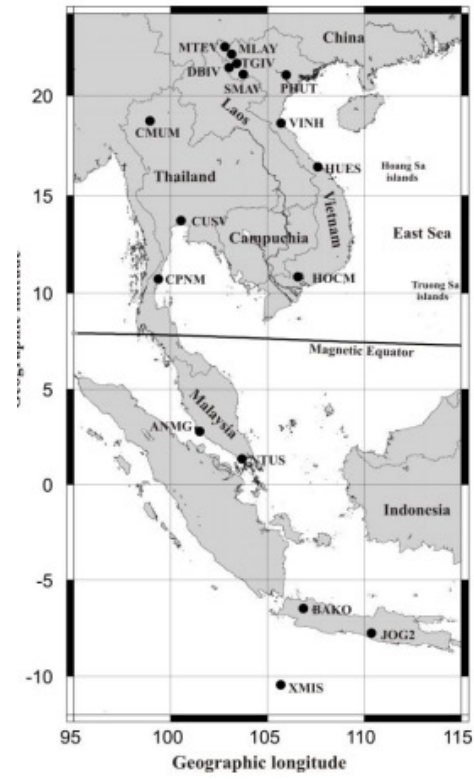 China
MTEV
MLAY
TGIV
DBIV
SMAV
PHUT
20
Laos
VINH
CMUM
HUES
Hoang Sa
islands
15
Thailand
Vietnam
CUSV
Campuchia
East Sea
CPNM
HOCM
10
Truong Sa
islands
Magnetic Equator
5
Malaysia
ANMG
NTUS
0
Indonesia
-5
BAKO
JOG2
-10
XMIS
95
100
105
110
115
Geographic longitude